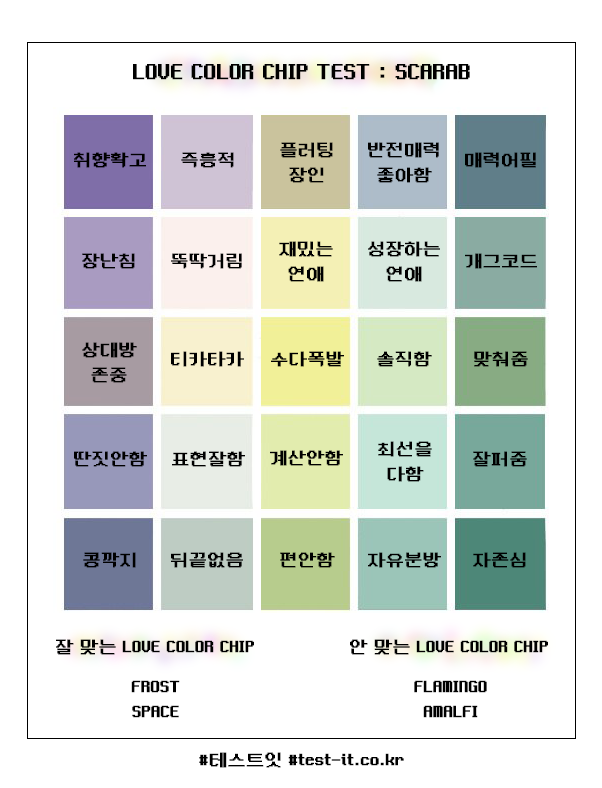 LOVE COLOR CHIP TEST : SCARAB
취향확고
즉흥적
플러팅
장인
반전매력
좋아함
매력어필
장난침
뚝딱거림
재밌는
연애
성장하는
연애
개그코드
상대방
존중
티카타카
수다폭발
솔직함
맞춰줌
딴짓안함
표현잘함
계산안함
최선을
다함
잘퍼줌
콩깍지
뒤끝없음
편안함
자유분방
자존심
잘 맞는 LOVE COLOR CHIP
FROST
SPACE
안 맞는 LOVE COLOR CHIP
FLAMINGO
AMALFI
#테스트잇 #test-it.co.kr